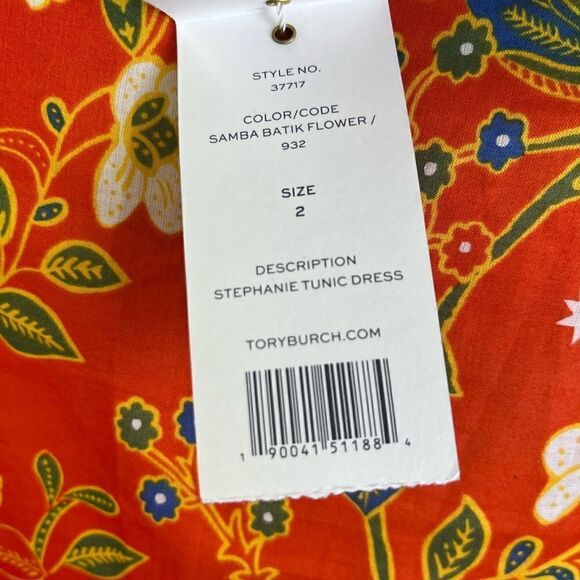 STYLE NO.
37717
COLOR/CODE
SAMBA BATIK FLOWER /
932
SIZE
2
DESCRIPTION
STEPHANIE TUNIC DRESS
TORYBURCH.COM
1 90041 51188 4